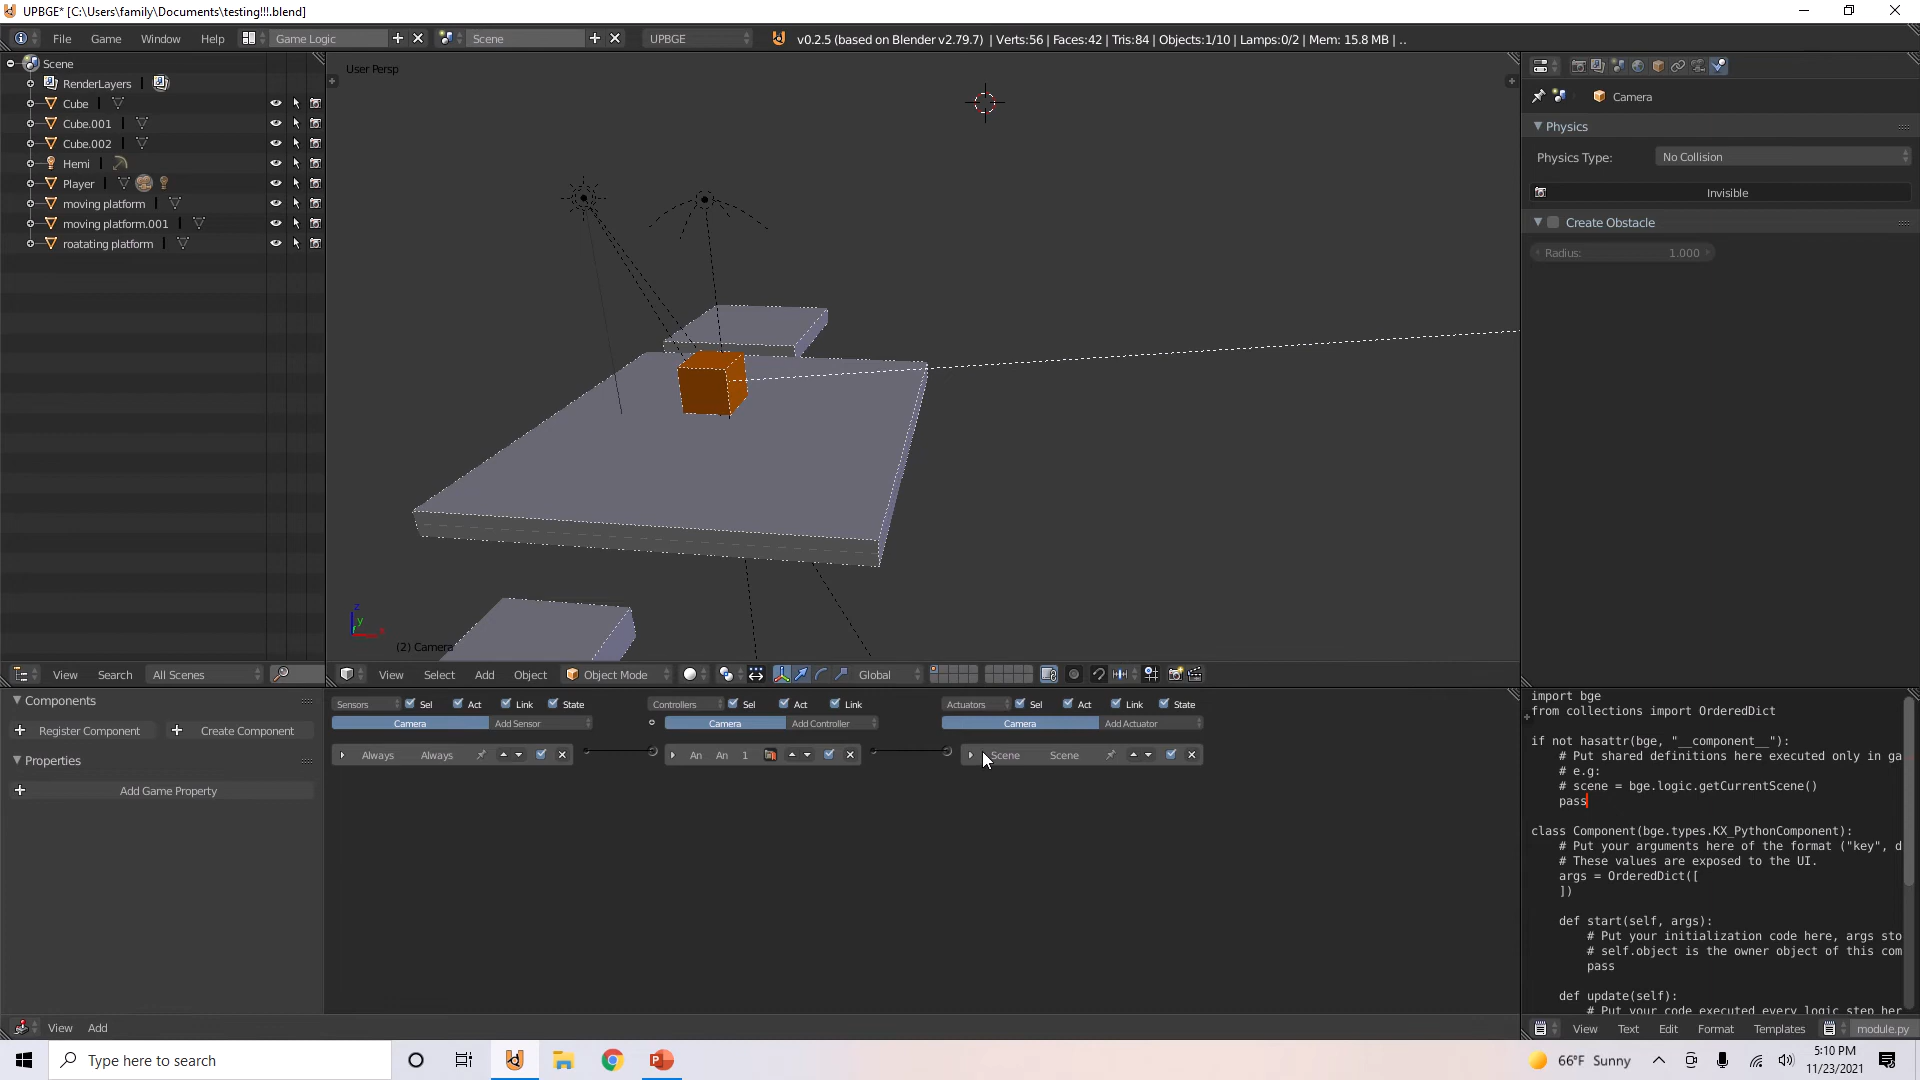 UPBGE* [C:\Users\family\Documents\testing!!!.blend]
File Game Window Help Game Logic Scene UPBGE v0.2.5 (based on Blender v2.79.7) | Verts:56 | Faces:42 | Tris:84 | Objects:1/10 | Lamps:0/2 | Mem: 15.8 MB | ..
Scene
RenderLayers
Cube
Cube.001
Cube.002
Hemi
Player
moving platform
moving platform.001
roatating platform
View Search All Scenes
User Persp
z
y
x
(2) Camera
View Select Add Object Object Mode Global
Camera
Physics
Physics Type: No Collision
Invisible
Create Obstacle
Radius: 1.000
Components
Register Component Create Component
Properties
Add Game Property
View Add
Sensors Sel Act Link State Controllers Sel Act Link Actuators Sel Act Link State
Camera Add Sensor Camera Add Controller Camera Add Actuator
Always Always An An 1 Scene Scene
import bge
from collections import OrderedDict
if not hasattr(bge, "__component__"):
# Put shared definitions here executed only in ga
# e.g:
# scene = bge.logic.getCurrentScene()
pass
class Component(bge.types.KX_PythonComponent):
# Put your arguments here of the format ("key", d
# These values are exposed to the UI.
args = OrderedDict([
])
def start(self, args):
# Put your initialization code here, args sto
# self.object is the owner object of this com
pass
def update(self):
# Put your code executed every logic step her
View Text Edit Format Templates module.py
Type here to search
66°F Sunny
5:10 PM
11/23/2021